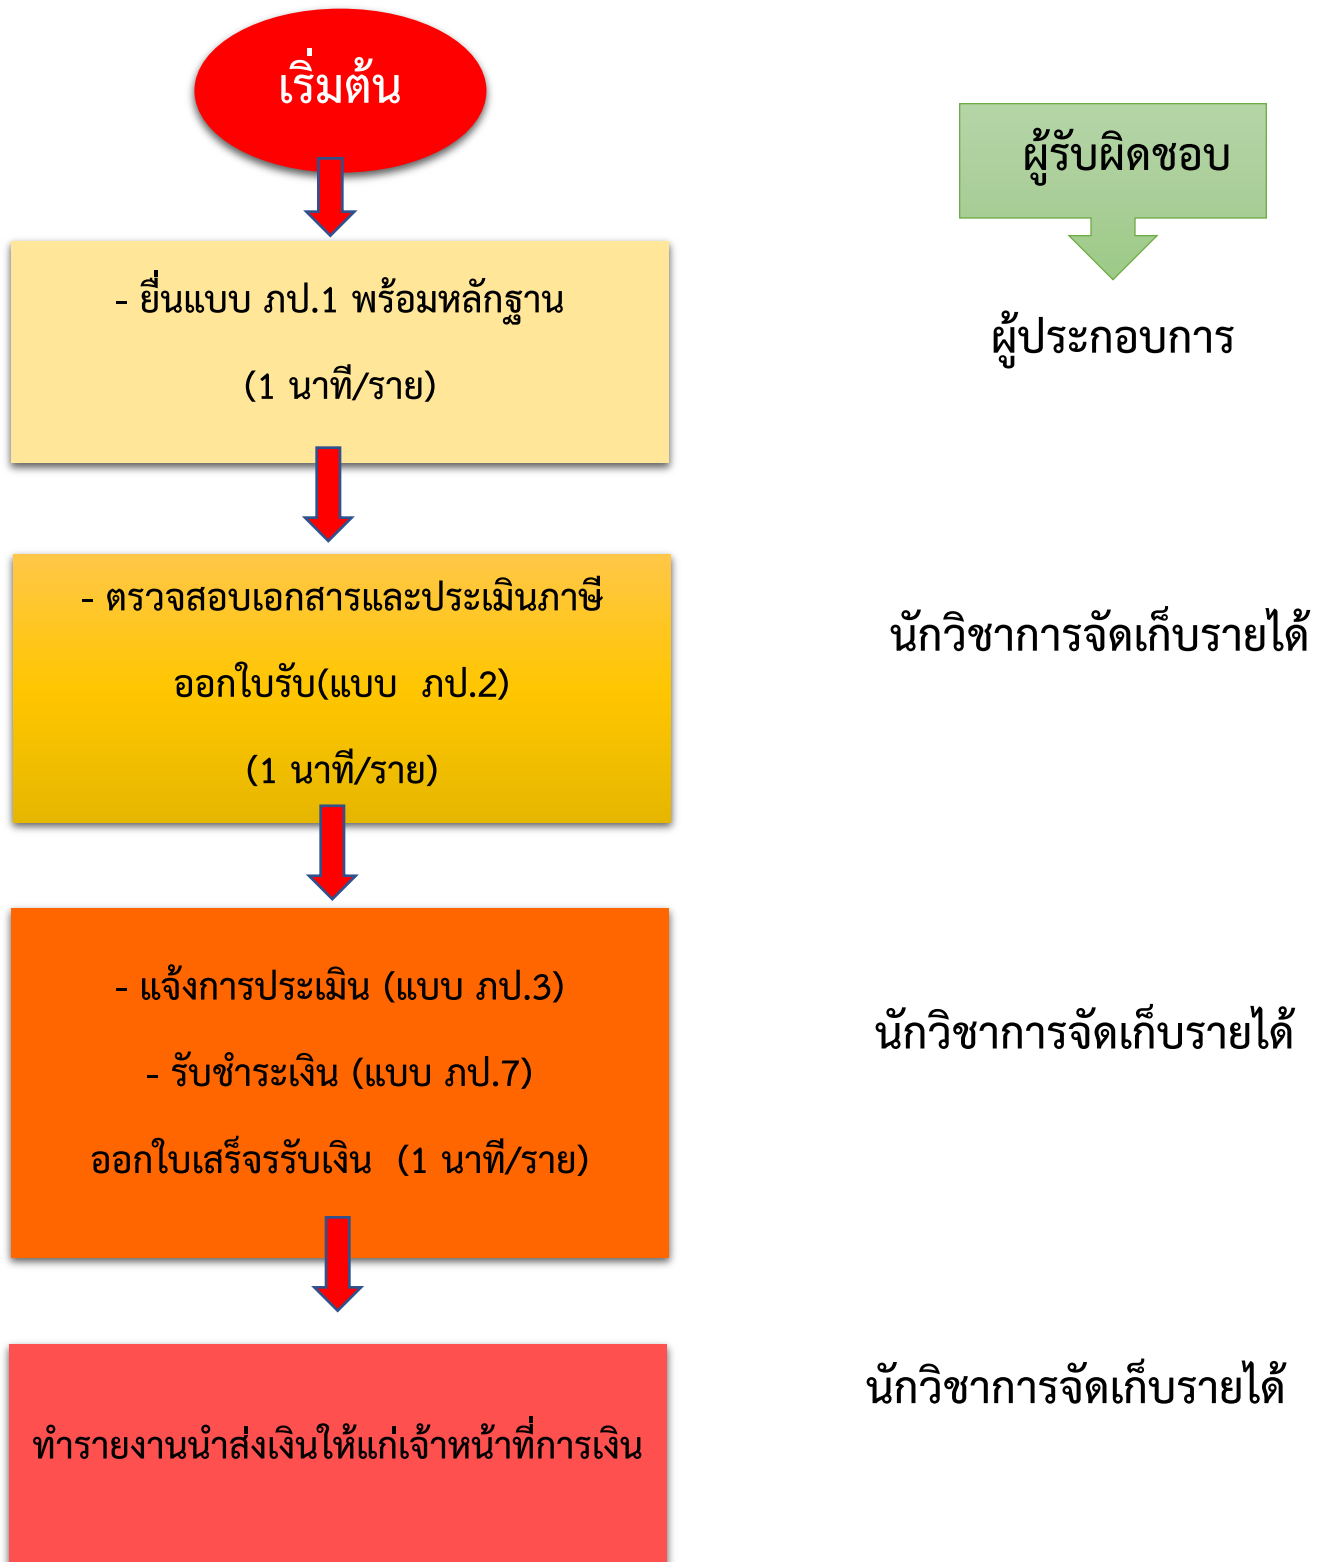 เริ่มต้น
ผู้รับผิดชอบ
- ยื่นแบบ ภป.1 พร้อมหลักฐาน
(1 นาที/ราย)
ผู้ประกอบการ
- ตรวจสอบเอกสารและประเมินภาษี
ออกใบรับ(แบบ ภป.2)
(1 นาที/ราย)
นักวิชาการจัดเก็บรายได้
- แจ้งการประเมิน (แบบ ภป.3)
- รับชำระเงิน (แบบ ภป.7)
ออกใบเสร็จรรับเงิน (1 นาที/ราย)
นักวิชาการจัดเก็บรายได้
ทำรายงานนำส่งเงินให้แก่เจ้าหน้าที่การเงิน
นักวิชาการจัดเก็บรายได้